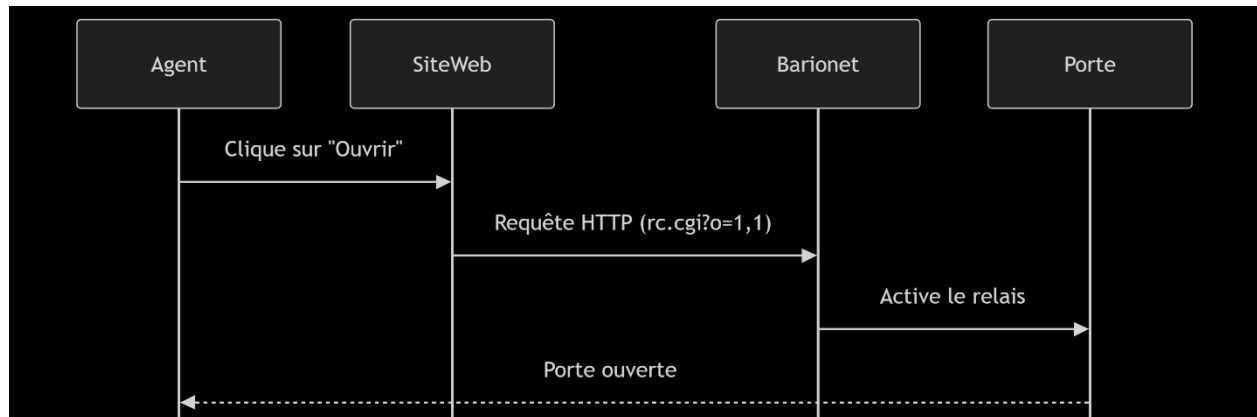 Agent
SiteWeb
Barionet
Porte
Clique sur "Ouvrir"
Requête HTTP (rc.cgi?o=1,1)
Active le relais
Porte ouverte